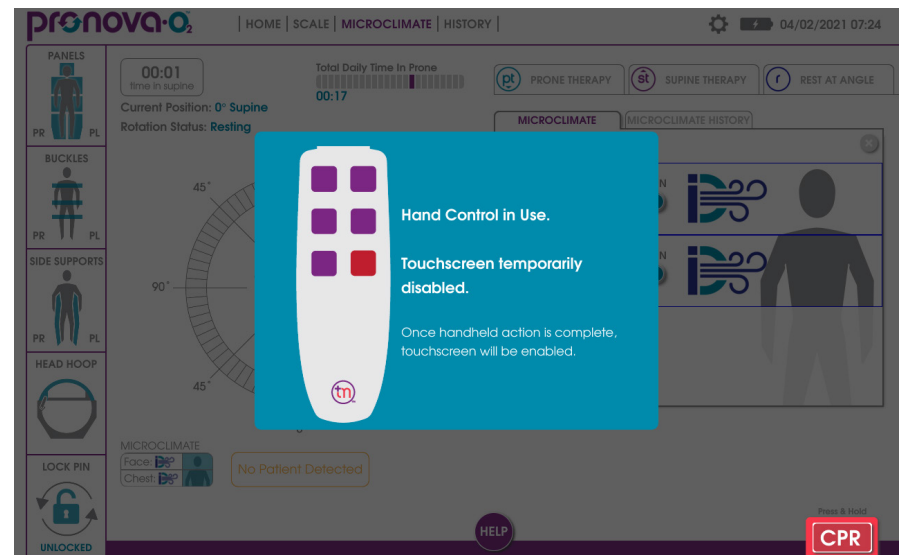 pronova·O2
| HOME | SCALE | MICROCLIMATE | HISTORY |
04/02/2021 07:24
PANELS
PR PL
BUCKLES
PR PL
SIDE SUPPORTS
PR PL
HEAD HOOP
LOCK PIN
UNLOCKED
00:01
time in supine
Total Daily Time In Prone
00:17
Current Position: 0° Supine
Rotation Status: Resting
pt PRONE THERAPY
st SUPINE THERAPY
r REST AT ANGLE
MICROCLIMATE
MICROCLIMATE HISTORY
45°
90°
45°
N
N
Hand Control in Use.
Touchscreen temporarily
disabled.
Once handheld action is complete,
touchscreen will be enabled.
tn
MICROCLIMATE
Face:
Chest:
No Patient Detected
HELP
Press & Hold
CPR